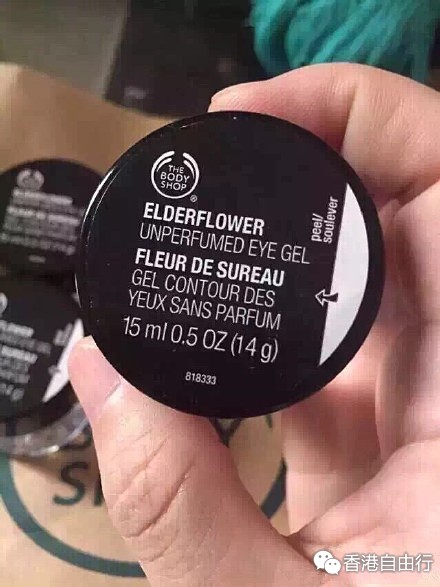 THE
BODY
SHOP
®
ELDERFLOWER
UNPERFUMED EYE GEL
FLEUR DE SUREAU
GEL CONTOUR DES
YEUX SANS PARFUM
15 ml 0.5 OZ (14 g)
818333
peel/
soulever
香港自由行